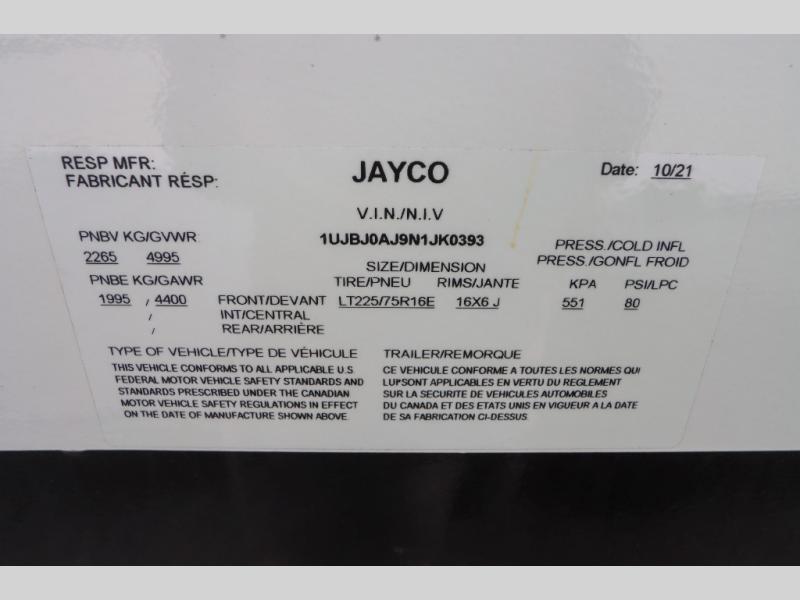 RESP MFR: JAYCO Date: 10/21
FABRICANT RÉSP:
V.I.N./N.I.V
PNBV KG/GVWR 1UJBJ0AJ9N1JK0393 PRESS./COLD INFL
2265 4995 SIZE/DIMENSION PRESS./GONFL FROID
PNBE KG/GAWR TIRE/PNEU RIMS/JANTE KPA PSI/LPC
1995 / 4400 FRONT/DEVANT LT225/75R16E 16X6 J 551 80
/ INT/CENTRAL
/ REAR/ARRIÈRE
TYPE OF VEHICLE/TYPE DE VÉHICULE TRAILER/REMORQUE
THIS VEHICLE CONFORMS TO ALL APPLICABLE U.S.
FEDERAL MOTOR VEHICLE SAFETY STANDARDS AND
STANDARDS PRESCRIBED UNDER THE CANADIAN
MOTOR VEHICLE SAFETY REGULATIONS IN EFFECT
ON THE DATE OF MANUFACTURE SHOWN ABOVE.
CE VEHICULE CONFORME A TOUTES LES NORMES QUI
LUI SONT APPLICABLES EN VERTU DU REGLEMENT
SUR LA SECURITE DE VEHICULES AUTOMOBILES
DU CANADA ET DES ETATS UNIS EN VIGUEUR A LA DATE
DE SA FABRICATION CI-DESSUS.